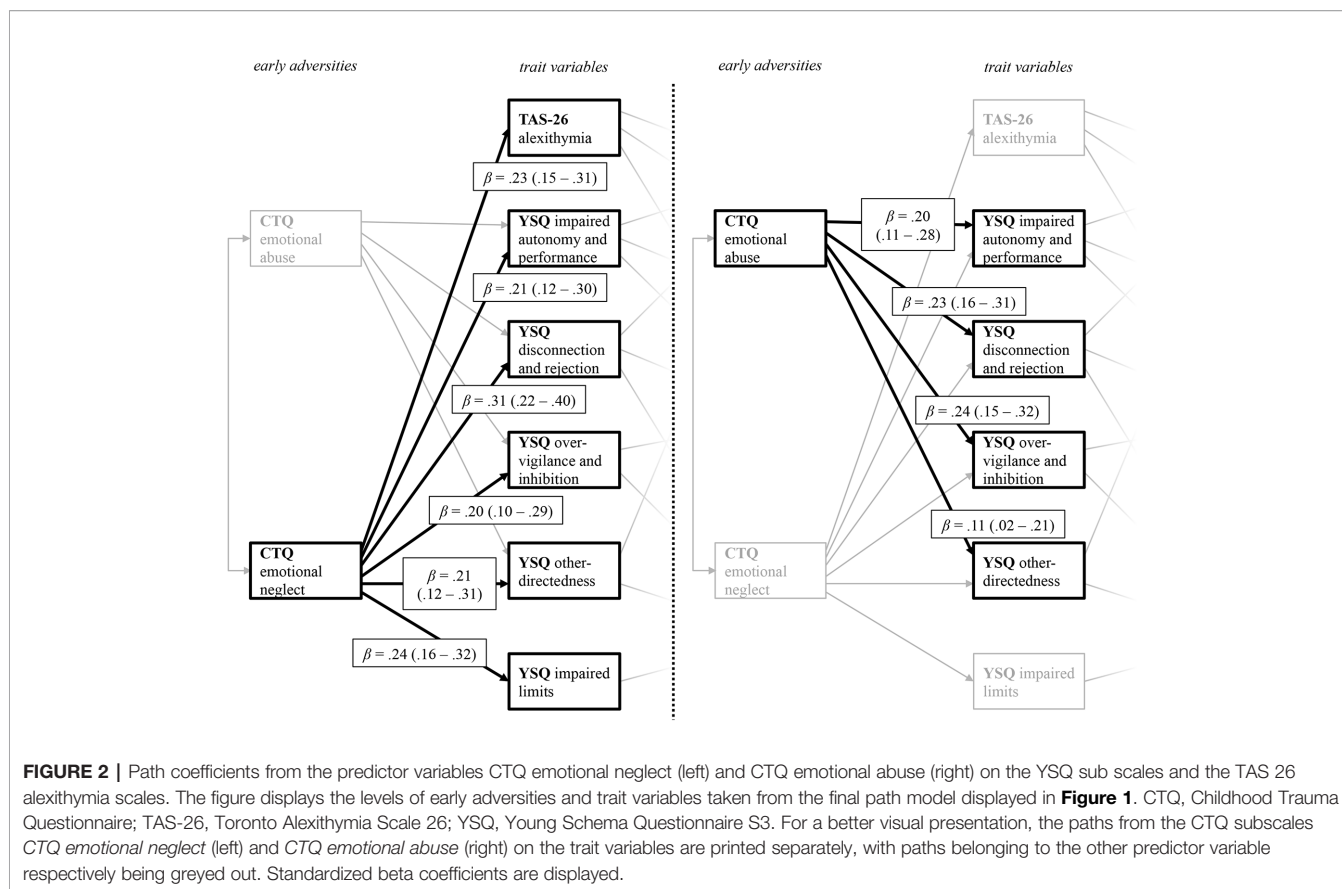 early adversities
trait variables
TAS-26
alexithymia
β = .23 (.15 – .31)
CTQ
emotional
abuse
YSQ impaired
autonomy and
performance
β = .21 (.12 – .30)
YSQ
disconnection
and rejection
β = .31 (.22 – .40)
YSQ over-
vigilance and
inhibition
β = .20 (.10 – .29)
CTQ
emotional
neglect
β = .21
(.12 – .31)
YSQ other-
directedness
β = .24 (.16 – .32)
YSQ impaired
limits
early adversities
trait variables
TAS-26
alexithymia
CTQ
emotional
abuse
β = .20
(.11 – .28)
YSQ impaired
autonomy and
performance
β = .23 (.16 – .31)
YSQ
disconnection
and rejection
β = .24 (.15 – .32)
YSQ over-
vigilance and
inhibition
β = .11 (.02 – .21)
CTQ
emotional
neglect
YSQ other-
directedness
YSQ impaired
limits
FIGURE 2 | Path coefficients from the predictor variables CTQ emotional neglect (left) and CTQ emotional abuse (right) on the YSQ sub scales and the TAS 26
alexithymia scales. The figure displays the levels of early adversities and trait variables taken from the final path model displayed in Figure 1. CTQ, Childhood Trauma
Questionnaire; TAS-26, Toronto Alexithymia Scale 26; YSQ, Young Schema Questionnaire S3. For a better visual presentation, the paths from the CTQ subscales
CTQ emotional neglect (left) and CTQ emotional abuse (right) on the trait variables are printed separately, with paths belonging to the other predictor variable
respectively being greyed out. Standardized beta coefficients are displayed.